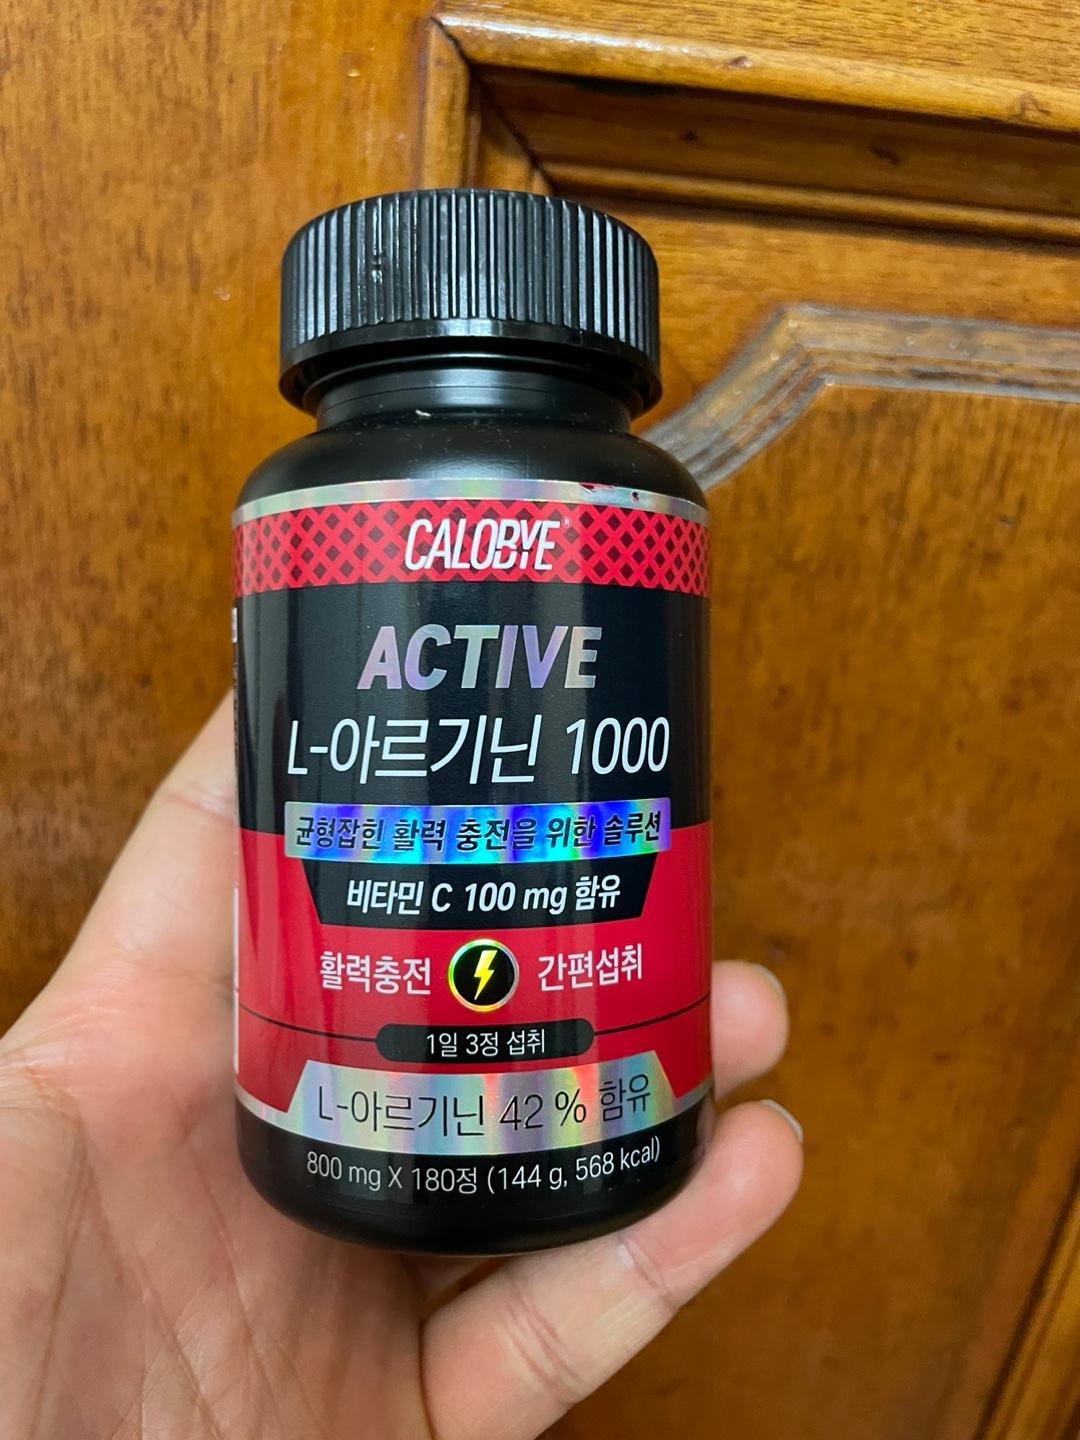 CALOBYE®
ACTIVE
L-아르기닌 1000
균형잡힌 활력 충전을 위한 솔루션
비타민 C 100 mg 함유
활력충전 간편섭취
1일 3정 섭취
L-아르기닌 42 % 함유
800 mg X 180정 (144 g, 568 kcal)